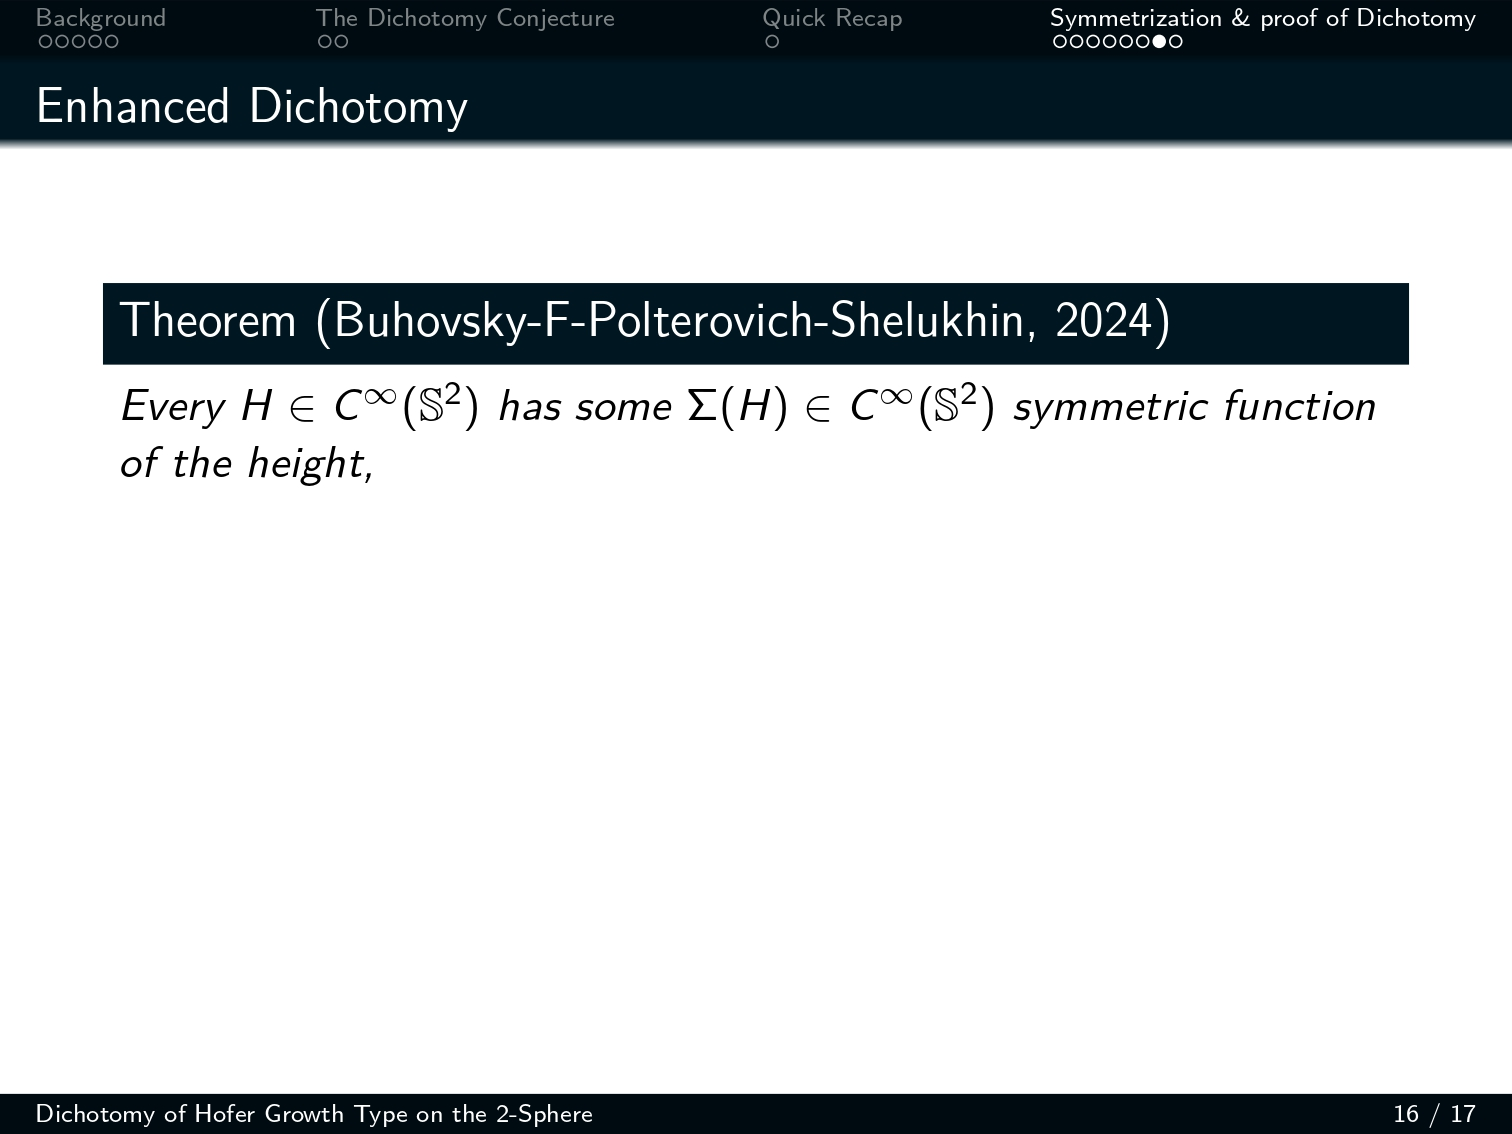 Background The Dichotomy Conjecture Quick Recap Symmetrization & proof of Dichotomy
Enhanced Dichotomy
Theorem (Buhovsky-F-Polterovich-Shelukhin, 2024)
Every H ∈ C∞(𝕊²) has some Σ(H) ∈ C∞(𝕊²) symmetric function
of the height,
Dichotomy of Hofer Growth Type on the 2-Sphere 16 / 17